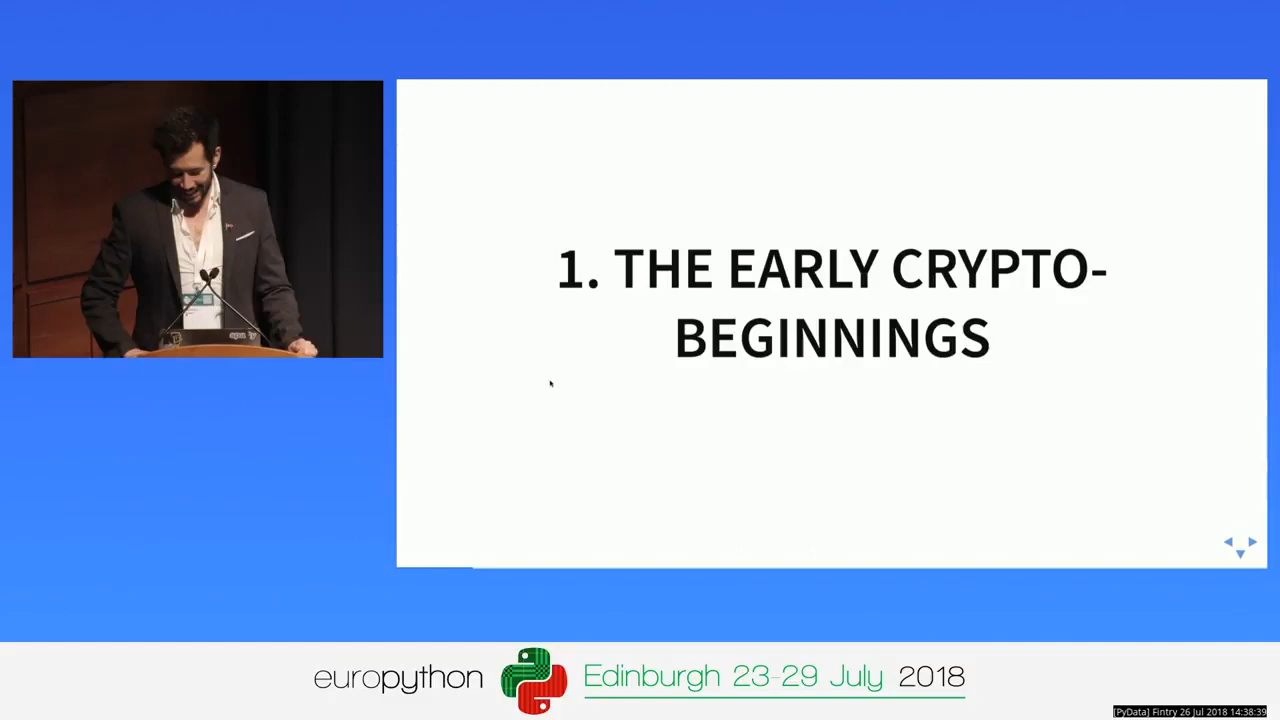 1. THE EARLY CRYPTO-
BEGINNINGS
europython Edinburgh 23-29 July 2018
[PyData] Fintry 26 Jul 2018 14:38:39